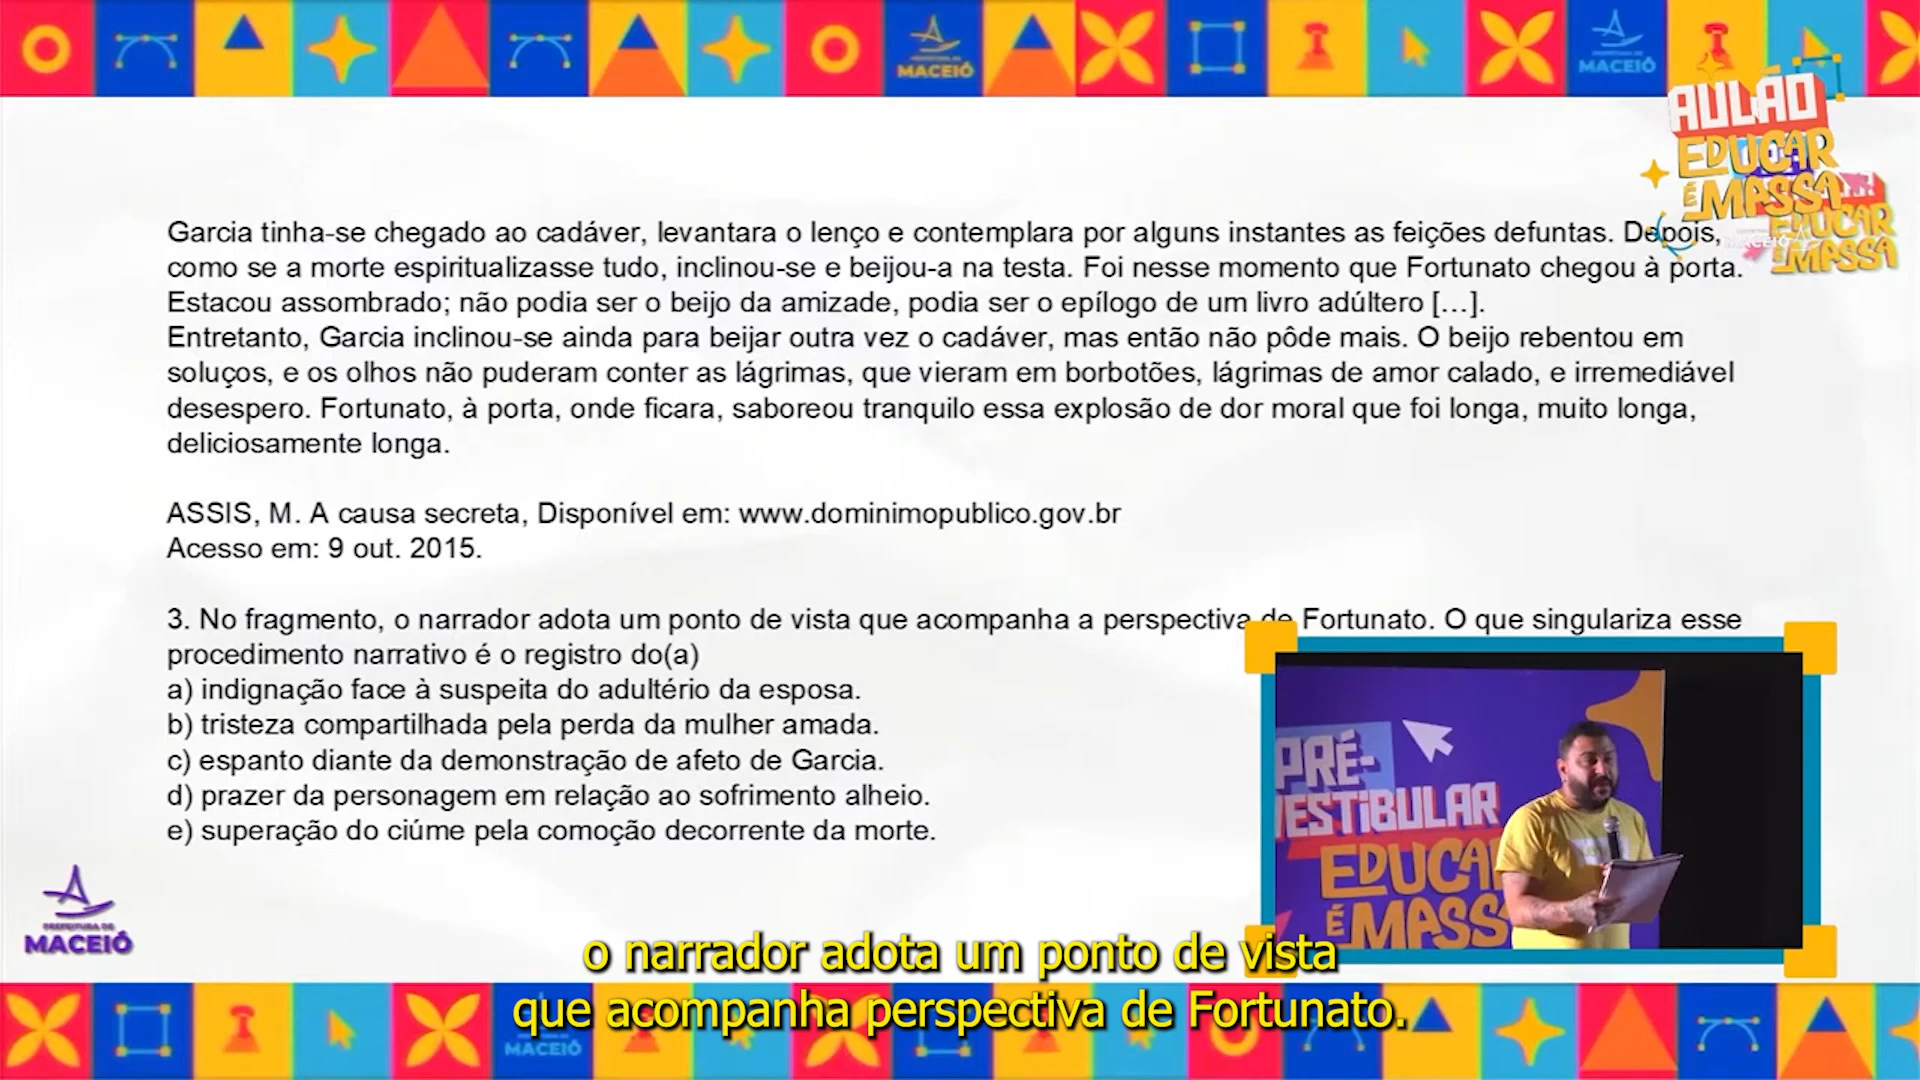 MACEIÓ
MACEIÓ
AULÃO
EDUCAR
É MASSA
EDUCAR
MASSA
MACEIÓ
Garcia tinha-se chegado ao cadáver, levantara o lenço e contemplara por alguns instantes as feições defuntas. Depois,
como se a morte espiritualizasse tudo, inclinou-se e beijou-a na testa. Foi nesse momento que Fortunato chegou à porta.
Estacou assombrado; não podia ser o beijo da amizade, podia ser o epílogo de um livro adúltero [...].
Entretanto, Garcia inclinou-se ainda para beijar outra vez o cadáver, mas então não pôde mais. O beijo rebentou em
soluços, e os olhos não puderam conter as lágrimas, que vieram em borbotões, lágrimas de amor calado, e irremediável
desespero. Fortunato, à porta, onde ficara, saboreou tranquilo essa explosão de dor moral que foi longa, muito longa,
deliciosamente longa.
ASSIS, M. A causa secreta, Disponível em: www.dominimopublico.gov.br
Acesso em: 9 out. 2015.
3. No fragmento, o narrador adota um ponto de vista que acompanha a perspectiva de Fortunato. O que singulariza esse
procedimento narrativo é o registro do(a)
a) indignação face à suspeita do adultério da esposa.
b) tristeza compartilhada pela perda da mulher amada.
c) espanto diante da demonstração de afeto de Garcia.
d) prazer da personagem em relação ao sofrimento alheio.
e) superação do ciúme pela comoção decorrente da morte.
PRÉ-
VESTIBULAR
EDUCAR
É MASSA
PREFEITURA DE
MACEIÓ
o narrador adota um ponto de vista
que acompanha perspectiva de Fortunato.
MACEIÓ